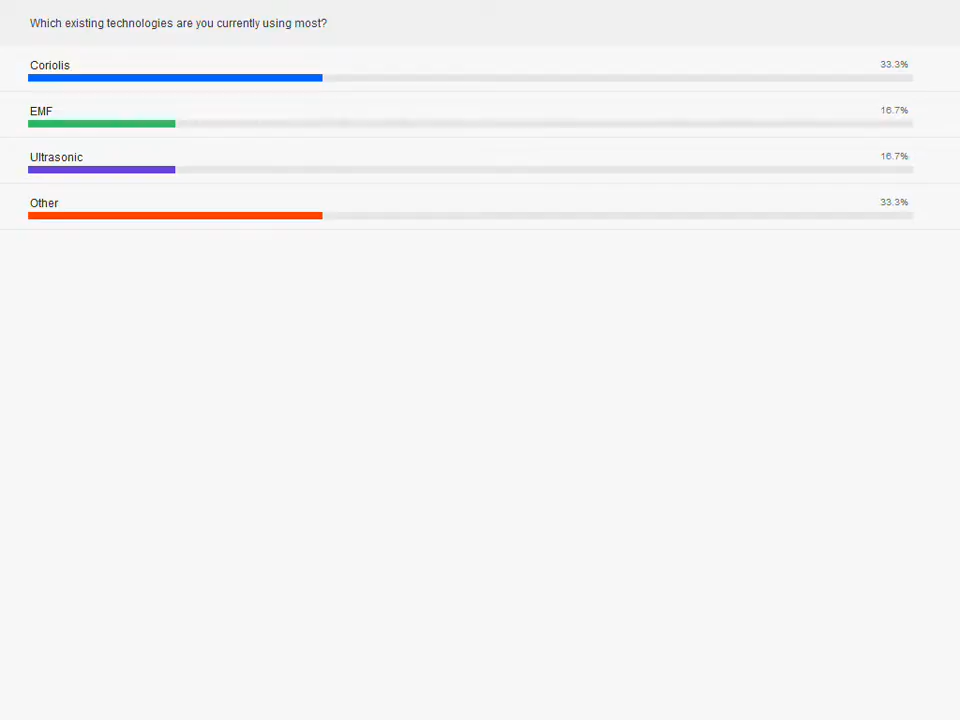 Which existing technologies are you currently using most?
Coriolis 33.3%
EMF 16.7%
Ultrasonic 16.7%
Other 33.3%